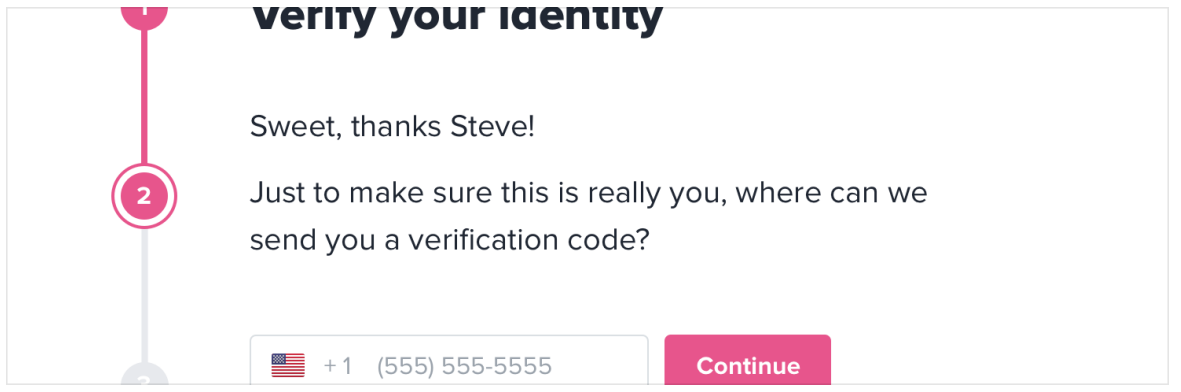 1
Verify your identity
Sweet, thanks Steve!
2
Just to make sure this is really you, where can we
send you a verification code?
3
+ 1 (555) 555-5555
Continue